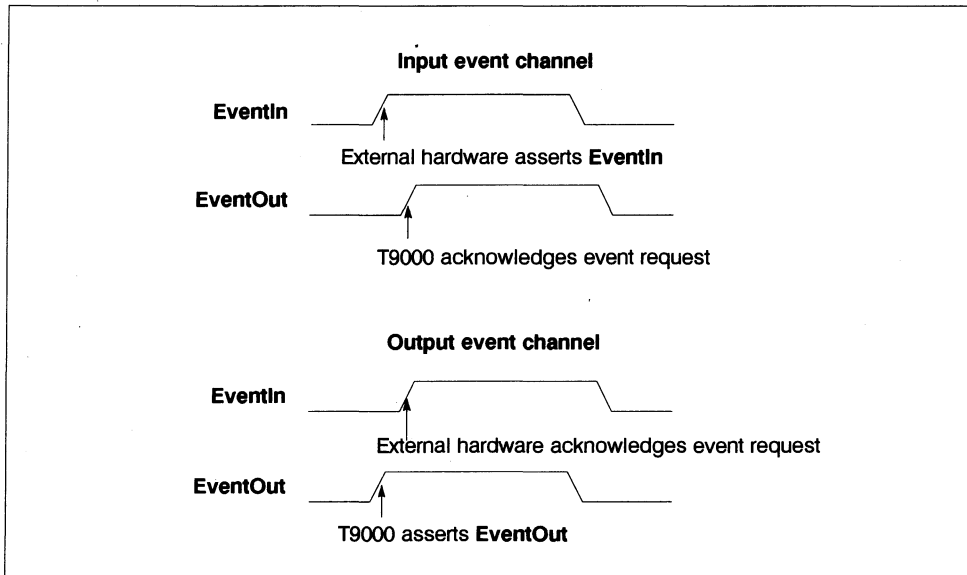 Input event channel
EventIn
External hardware asserts EventIn
EventOut
T9000 acknowledges event request
Output event channel
EventIn
External hardware acknowledges event request
EventOut
T9000 asserts EventOut